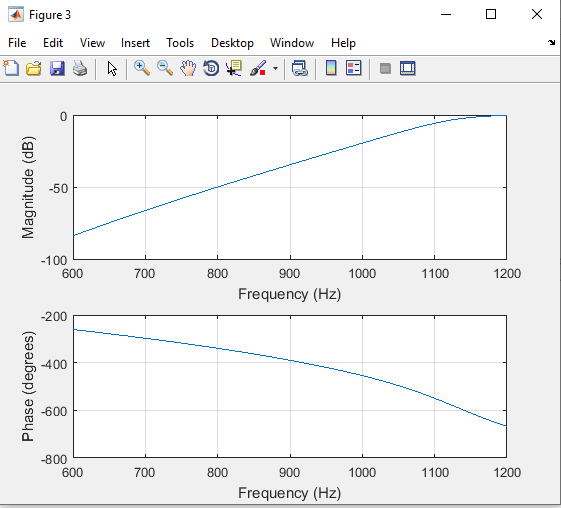 Figure 3
File Edit View Insert Tools Desktop Window Help
0
-50
-100
Magnitude (dB)
600 700 800 900 1000 1100 1200
Frequency (Hz)
-200
-400
-600
-800
Phase (degrees)
600 700 800 900 1000 1100 1200
Frequency (Hz)